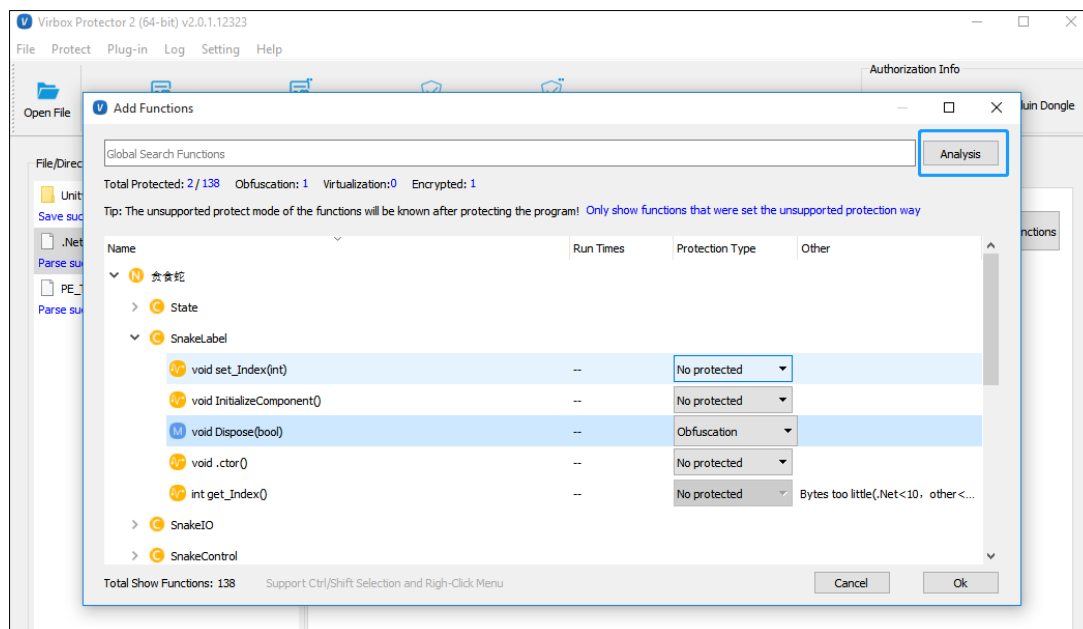 Virbox Protector 2 (64-bit) v2.0.1.12323
File Protect Plug-in Log Setting Help
Authorization Info
Open File
Add Functions
Dongle
Global Search Functions
Analysis
File/Direc
Total Protected: 2 / 138 Obfuscation: 1 Virtualization:0 Encrypted: 1
Unit
Save suc
Tip: The unsupported protect mode of the functions will be known after protecting the program! Only show functions that were set the unsupported protection way
.Net
nctions
Name Run Times Protection Type Other
Parse su
N 贪食蛇
PE_T
Parse su
C State
C SnakeLabel
void set_Index(int) -- No protected
void InitializeComponent() -- No protected
M void Dispose(bool) -- Obfuscation
void .ctor() -- No protected
int get_Index() -- No protected Bytes too little(.Net<10，other<...
C SnakeIO
C SnakeControl
Total Show Functions: 138 Support Ctrl/Shift Selection and Righ-Click Menu Cancel Ok